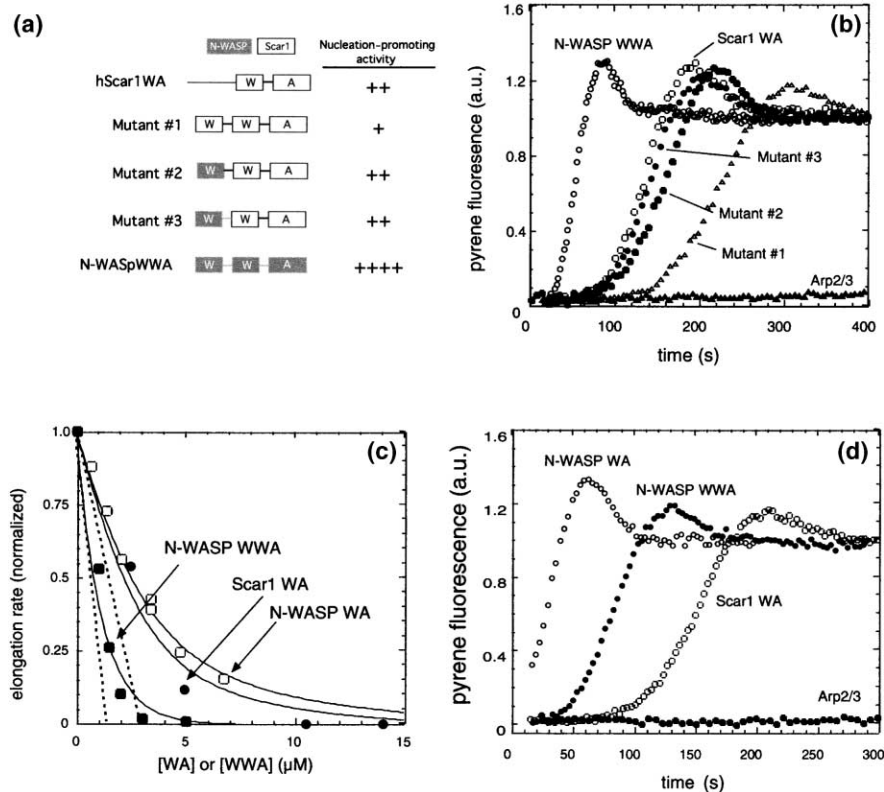 (a)
N-WASP Scar1
Nucleation-promoting
activity
hScar1WA W A ++
Mutant #1 W W A +
Mutant #2 W W A ++
Mutant #3 W W A ++
N-WASpWWA W W A ++++
(b)
pyrene fluoresence (a.u.)
1.6
1.2
0.8
0.4
0
0 100 200 300 400
time (s)
N-WASP WWA
Scar1 WA
Mutant #3
Mutant #2
Mutant #1
Arp2/3
(c)
elongation rate (normalized)
1.0
0.75
0.5
0.25
0
0 5 10 15
[WA] or [WWA] (μM)
N-WASP WWA
Scar1 WA
N-WASP WA
(d)
pyrene fluorescence (a.u.)
1.6
1.2
0.8
0.4
0
0 50 100 150 200 250 300
time (s)
N-WASP WA
N-WASP WWA
Scar1 WA
Arp2/3